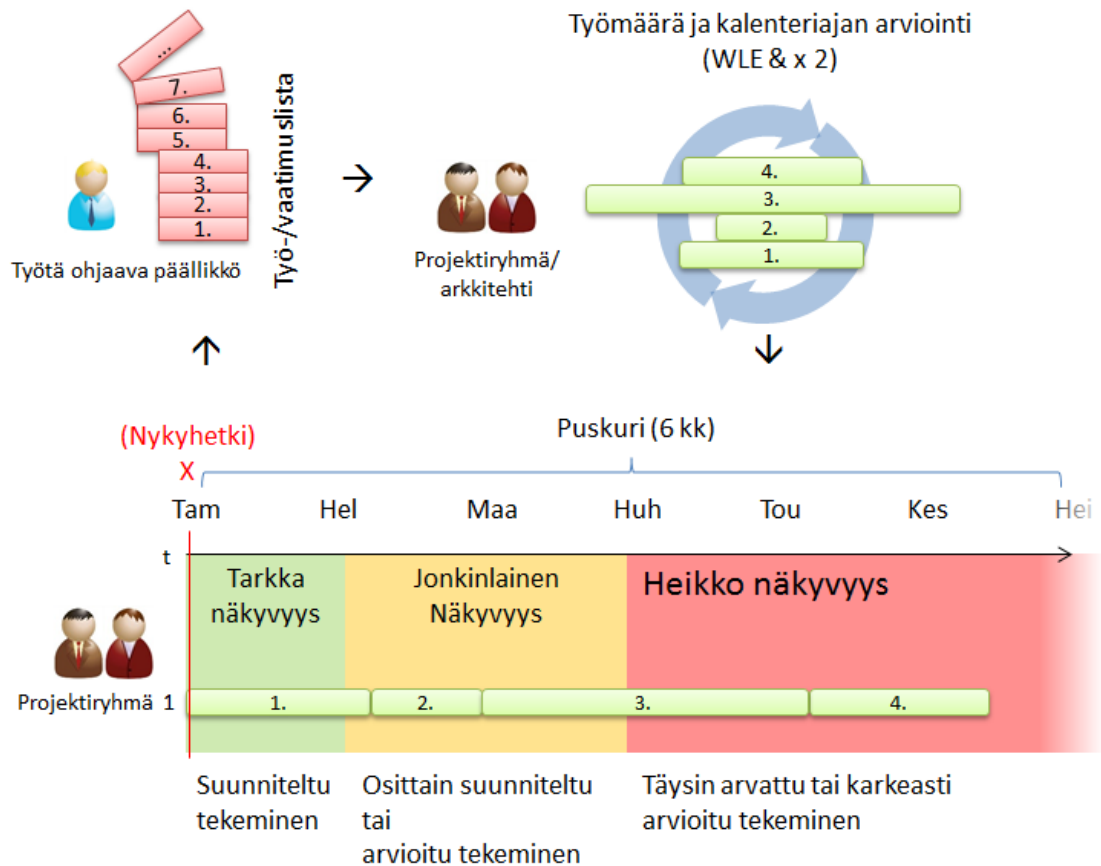 ...
7.
6.
5.
4.
3.
2.
1.
Työtä ohjaava päällikkö
Työ-/vaatimuslista
→
Projektiryhmä/
arkkitehti
Työmäärä ja kalenteriajan arviointi
(WLE & x 2)
4.
3.
2.
1.
↑
↓
(Nykyhetki)
X
Puskuri (6 kk)
Tam Hel Maa Huh Tou Kes Hei
t
Tarkka
näkyvyys
Jonkinlainen
Näkyvyys
Heikko näkyvyys
Projektiryhmä 1
1. 2. 3. 4.
Suunniteltu
tekeminen
Osittain suunniteltu
tai
arvioitu tekeminen
Täysin arvattu tai karkeasti
arvioitu tekeminen